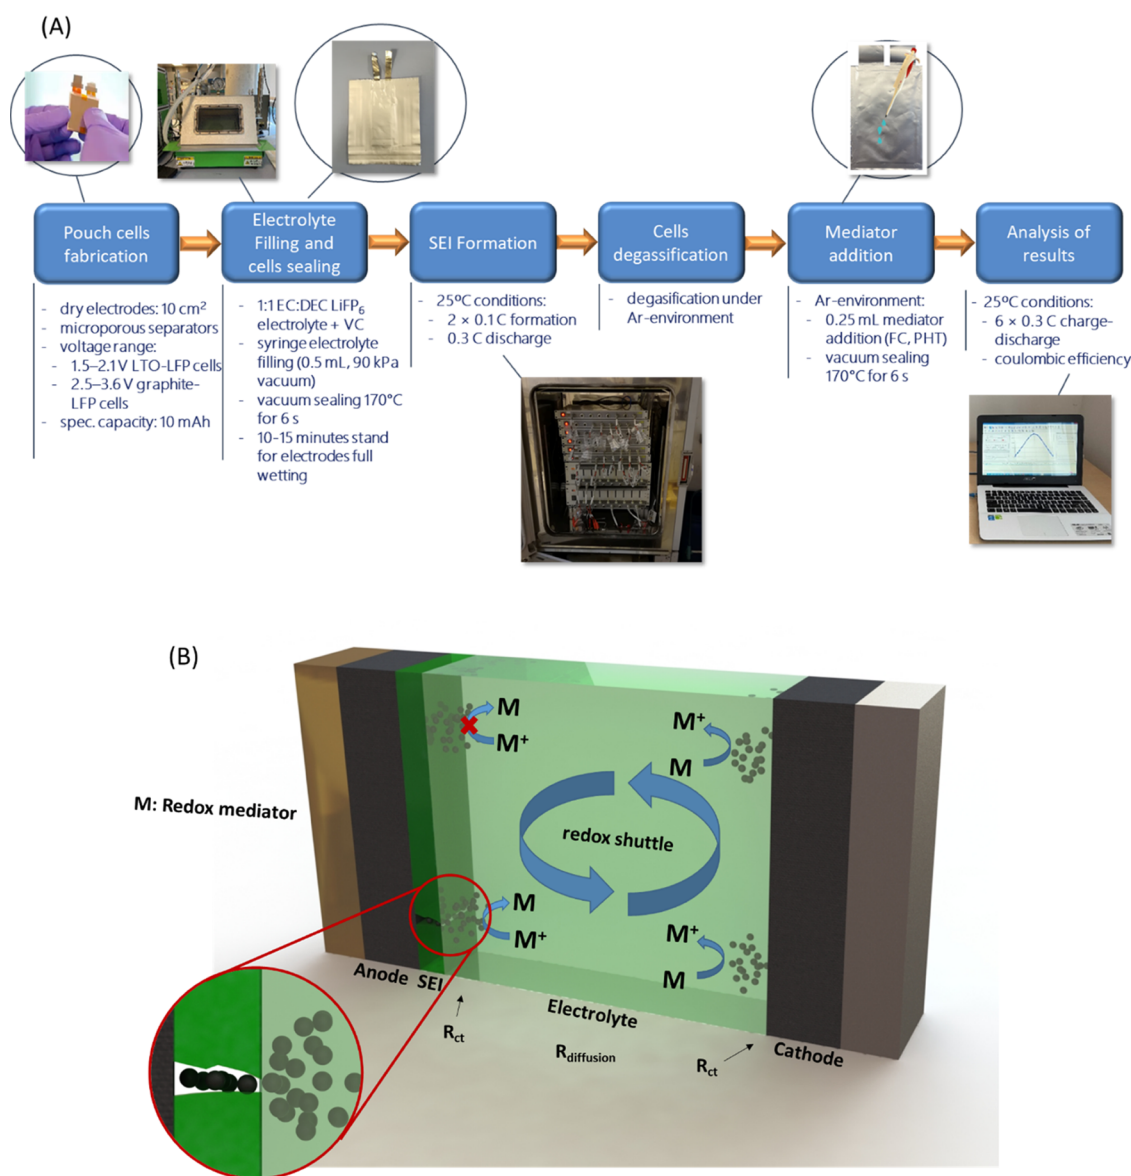 (A)
Pouch cells
fabrication
Electrolyte
Filling and
cells sealing
SEI Formation
Cells
degassification
Mediator
addition
Analysis of
results
- dry electrodes: 10 cm²
- microporous separators
- voltage range:
- 1.5–2.1 V LTO-LFP cells
- 2.5–3.6 V graphite-
LFP cells
- spec. capacity: 10 mAh
- 1:1 EC:DEC LiFP₆
electrolyte + VC
- syringe electrolyte
filling (0.5 mL, 90 kPa
vacuum)
- vacuum sealing 170°C
for 6 s
- 10-15 minutes stand
for electrodes full
wetting
- 25ºC conditions:
- 2 × 0.1 C formation
- 0.3 C discharge
- degasification under
Ar-environment
- Ar-environment:
- 0.25 mL mediator
addition (FC, PHT)
- vacuum sealing
170°C for 6 s
- 25°C conditions:
- 6 × 0.3 C charge-
discharge
- coulombic efficiency
(B)
M
M⁺
M⁺
M
M: Redox mediator
redox shuttle
M
M⁺
M⁺
M
Anode SEI
Electrolyte
Cathode
R_ct
R_diffusion
R_ct